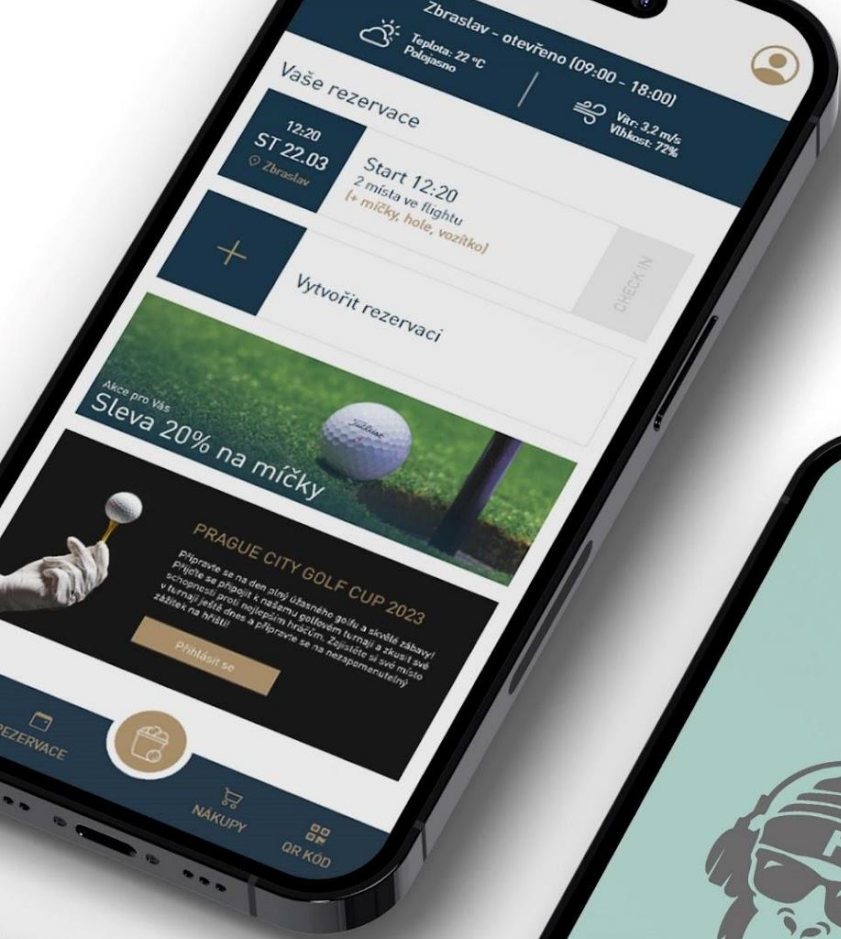 Zbraslav - otevřeno (09:00 - 18:00)
Teplota: 22 °C
Polojasno
Vítr: 3,2 m/s
Vlhkost: 72%
Vaše rezervace
12:20
ST 22.03
Zbraslav
Start 12:20
2 místa ve flightu
(+ míčky, hole, vozítko)
CHECK IN
Vytvořit rezervaci
Akce pro Vás
Sleva 20% na míčky
Titleist
PRAGUE CITY GOLF CUP 2023
Připravte se na den plný úžasného golfu a skvělé zábavy!
Přijďte se připojit k našemu golfovém turnaji a zkusit své
schopnosti proti nejlepším hráčům. Zajistěte si své místo
v turnaji ještě dnes a připravte se na nezapomenutelný
zážitek na hřišti!
Přihlásit se
REZERVACE
NÁKUPY
QR KÓD